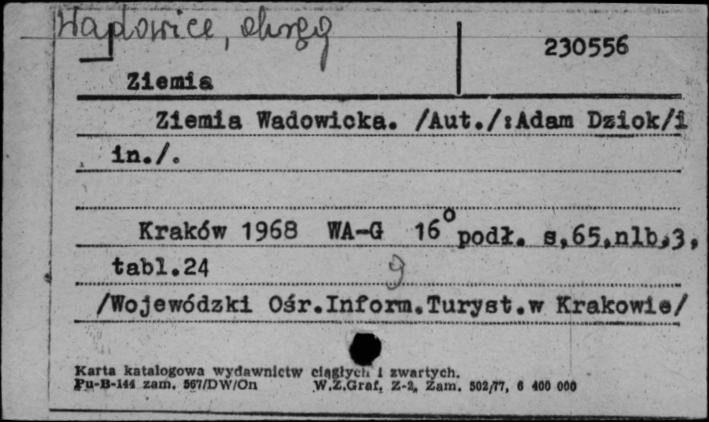 Wadowice, okręg
230556
Ziemia
Ziemia Wadowicka. /Aut./:Adam Dziok/i
in./.
Kraków 1968 WA-G 16° podł. s,65,nlb,3,
tabl.24
9
/Wojewódzki Ośr.Inform.Turyst.w Krakowie/
Karta katalogowa wydawnictw ciągłych i zwartych.
Pu-B-144 zam. 567/DW/On W.Z.Graf. Z-2, Zam. 502/77, 6 400 000